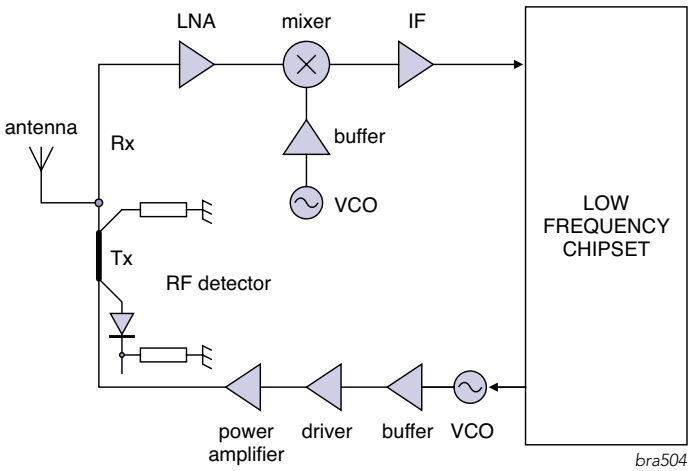 LNA
mixer
IF
antenna
Rx
buffer
VCO
LOW
FREQUENCY
CHIPSET
Tx
RF detector
power
amplifier
driver
buffer
VCO
bra504